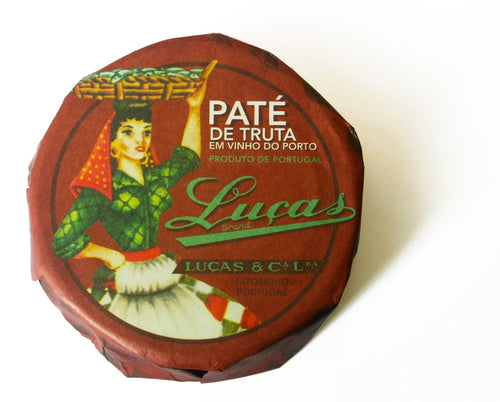 PATÉ
DE TRUTA
EM VINHO DO PORTO
PRODUTO DE PORTUGAL
Luças
Brand
LUÇAS & CA LDA
MATOSINHOS
PORTUGAL